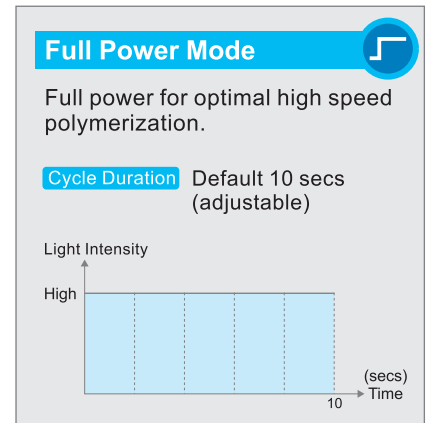 Full Power Mode
Full power for optimal high speed
polymerization.
Cycle Duration Default 10 secs
(adjustable)
Light Intensity
High
(secs)
Time
10